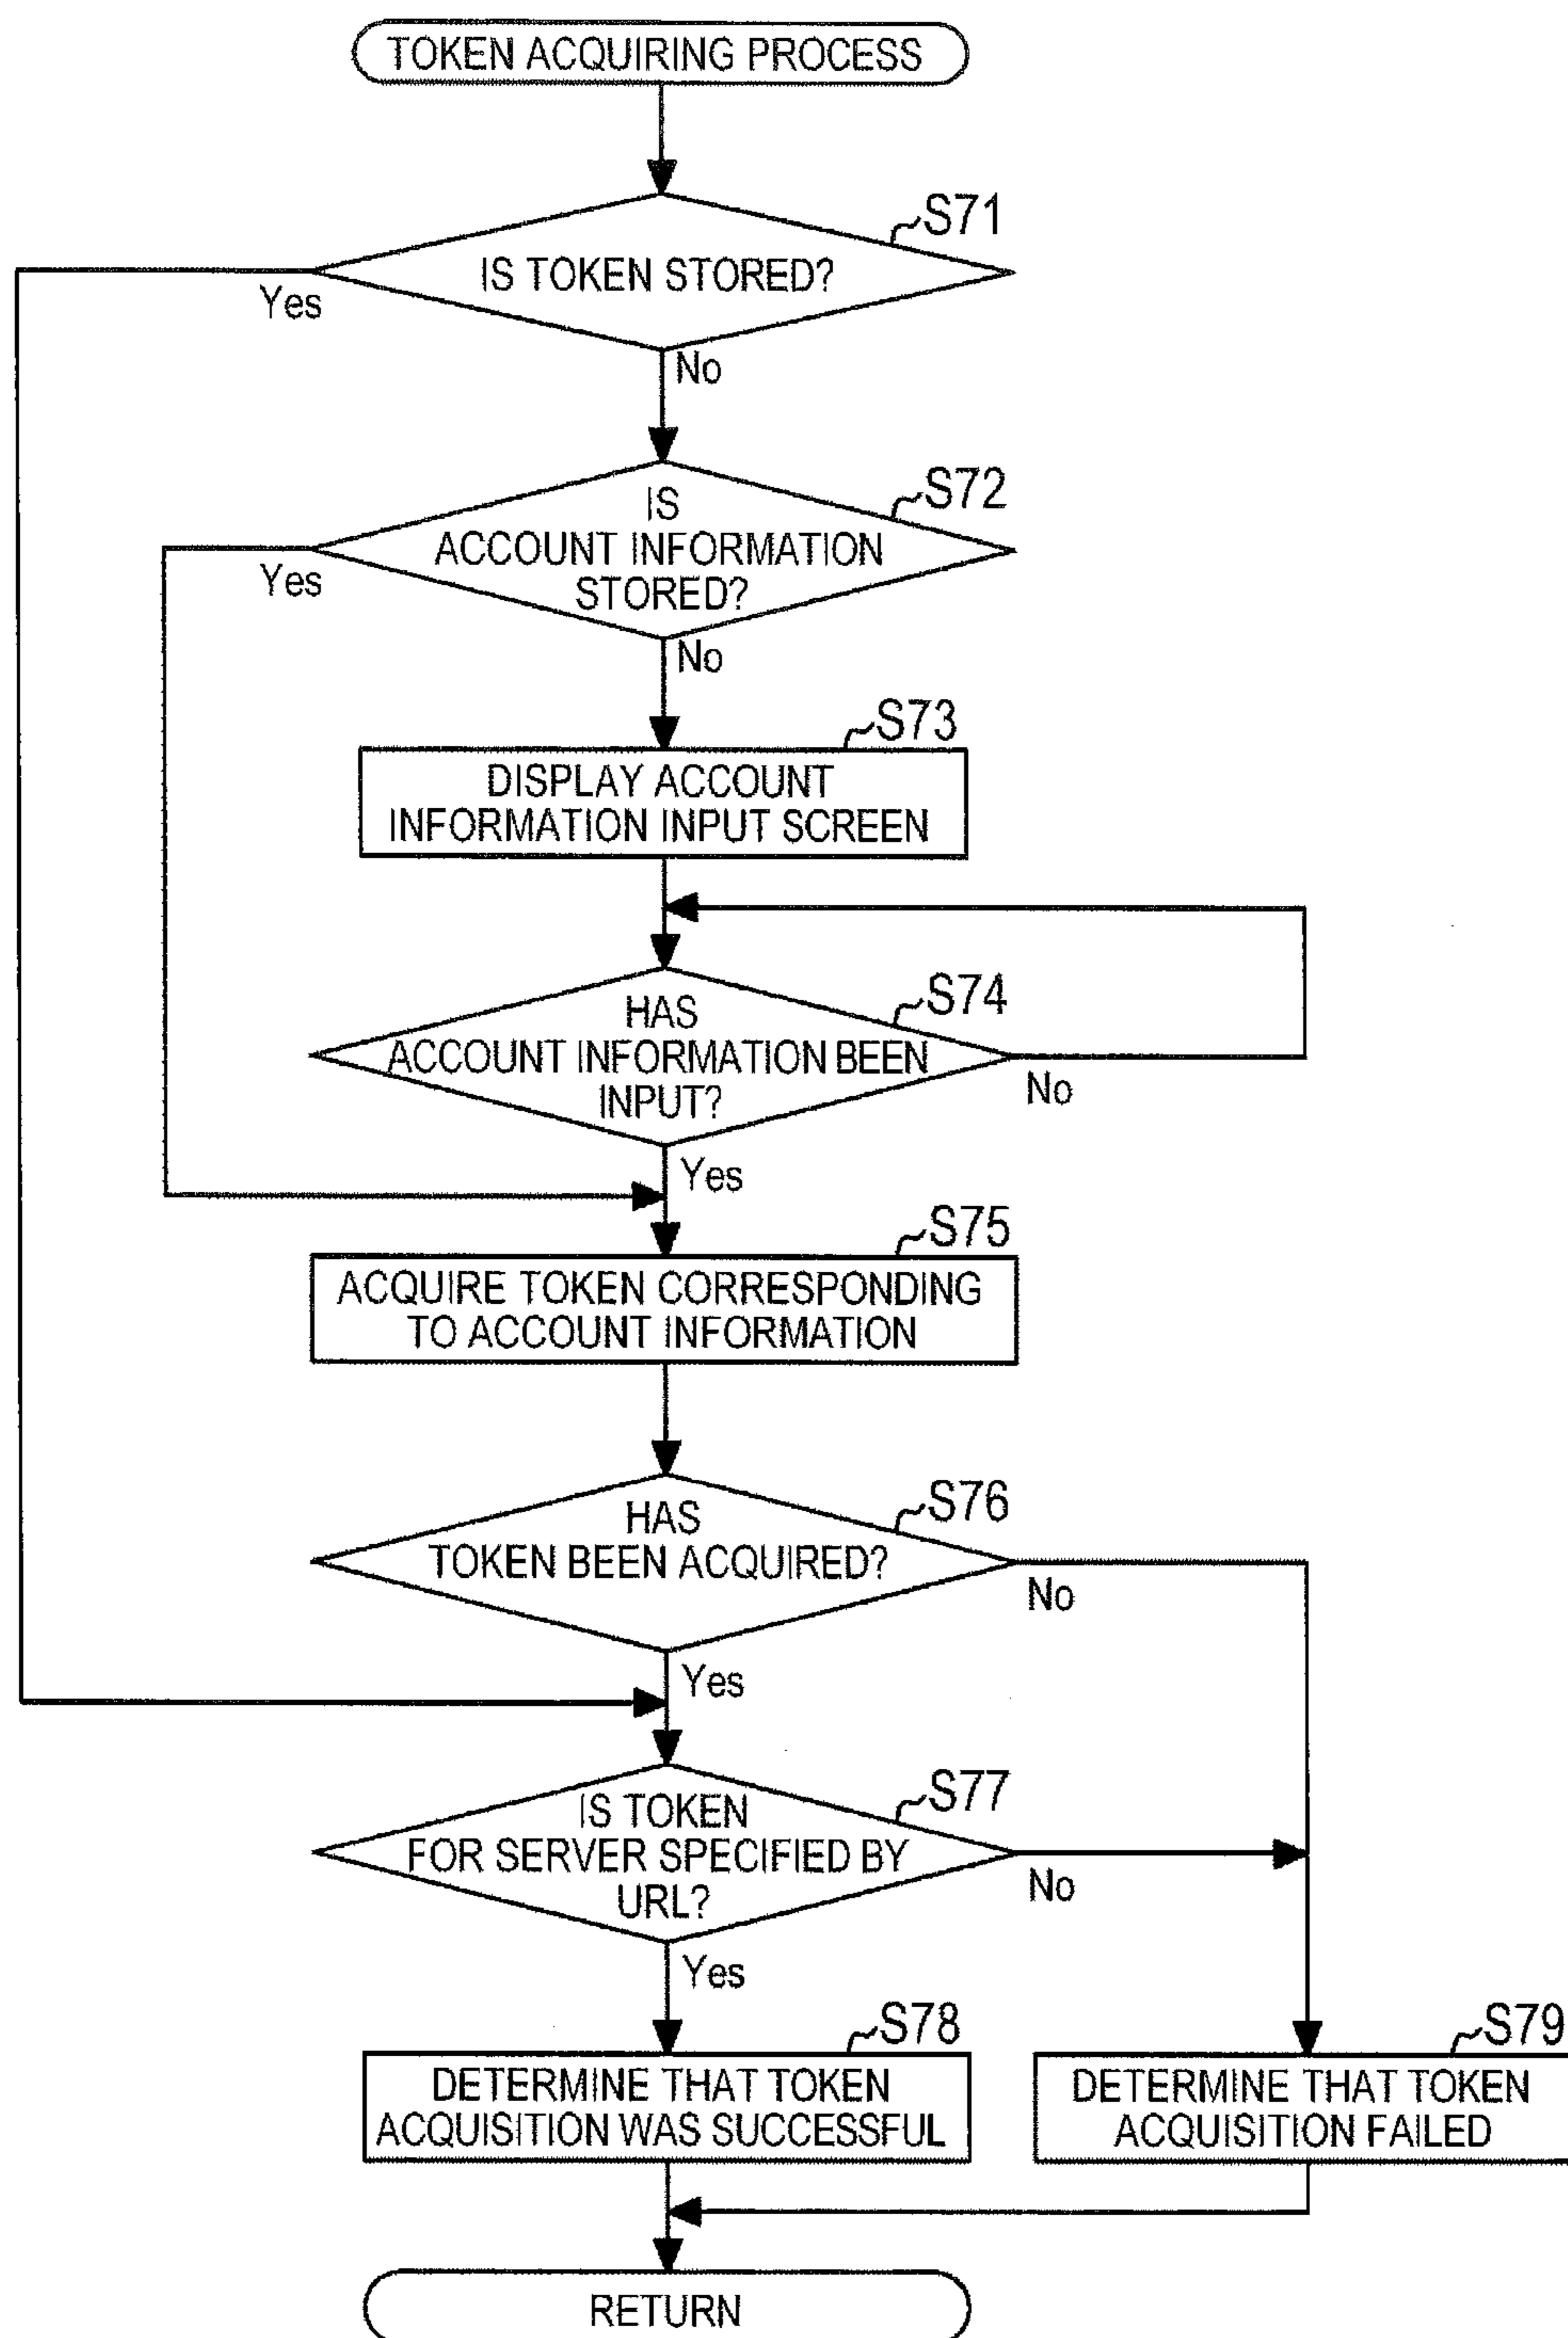 TOKEN ACQUIRING PROCESS
S71
IS TOKEN STORED?
Yes
No
S72
IS
ACCOUNT INFORMATION
STORED?
Yes
No
S73
DISPLAY ACCOUNT
INFORMATION INPUT SCREEN
S74
HAS
ACCOUNT INFORMATION BEEN
INPUT?
No
Yes
S75
ACQUIRE TOKEN CORRESPONDING
TO ACCOUNT INFORMATION
S76
HAS
TOKEN BEEN ACQUIRED?
No
Yes
S77
IS TOKEN
FOR SERVER SPECIFIED BY
URL?
No
Yes
S78
DETERMINE THAT TOKEN
ACQUISITION WAS SUCCESSFUL
S79
DETERMINE THAT TOKEN
ACQUISITION FAILED
RETURN